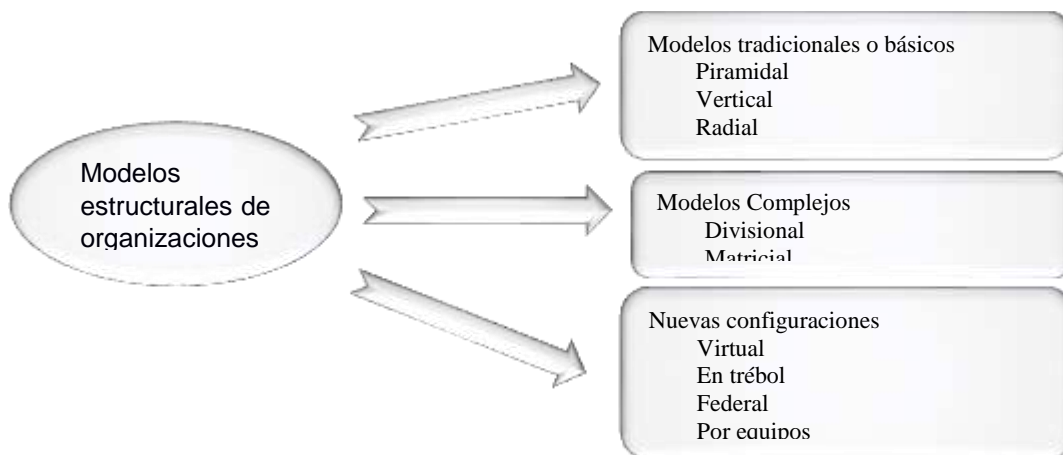 Modelos
estructurales de
organizaciones
Modelos tradicionales o básicos
Piramidal
Vertical
Radial
Modelos Complejos
Divisional
Matricial
Nuevas configuraciones
Virtual
En trébol
Federal
Por equipos